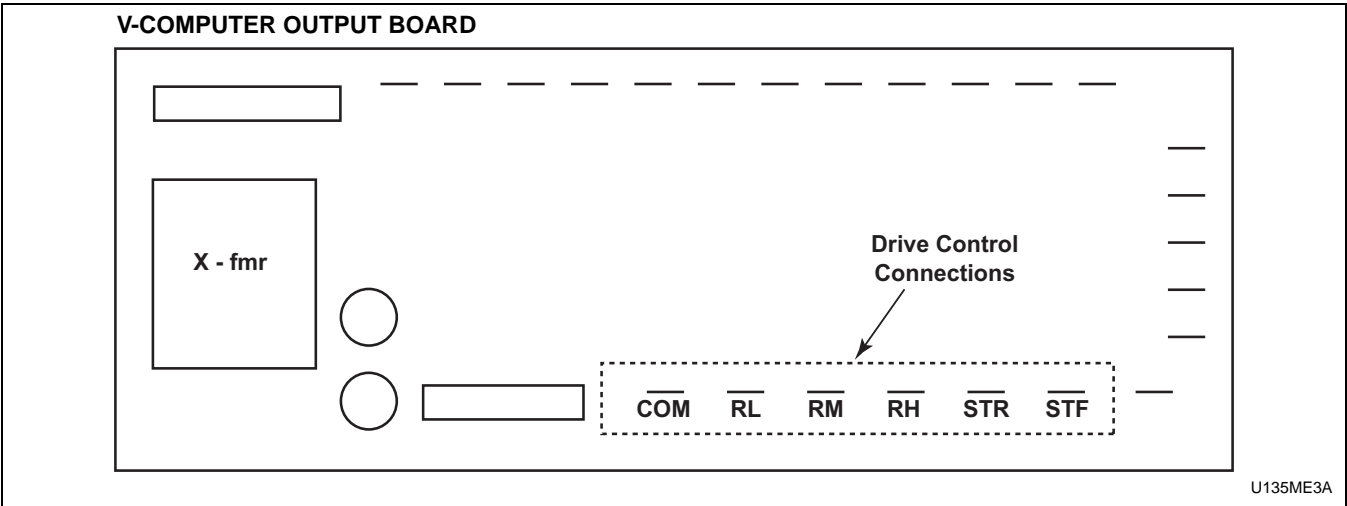 V-COMPUTER OUTPUT BOARD
X - fmr
Drive Control
Connections
COM RL RM RH STR STF
U135ME3A